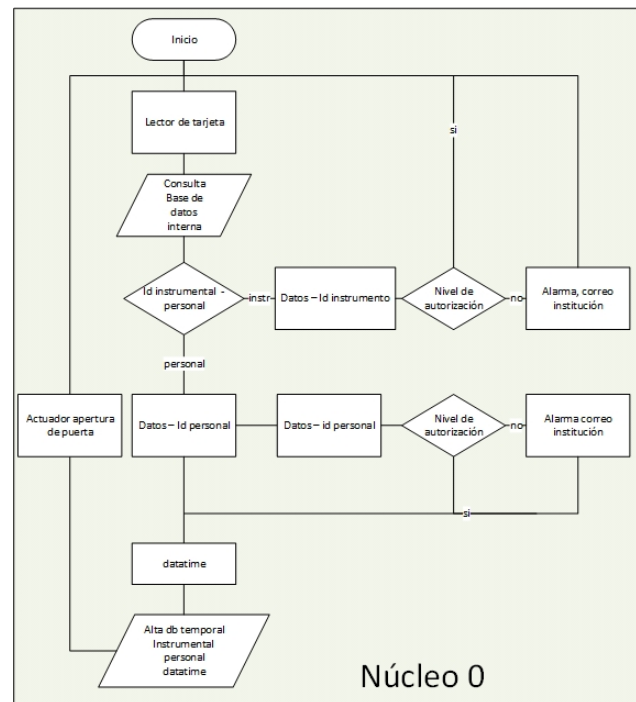 Inicio
Lector de tarjeta
si
Consulta
Base de
datos
interna
Id instrumental -
personal
instr
Datos – Id instrumento
Nivel de
autorización
no
Alarma, correo
institución
personal
Actuador apertura
de puerta
Datos – Id personal
Datos – id personal
Nivel de
autorización
no
Alarma correo
institución
si
datatime
Alta db temporal
Instrumental
personal
datatime
Núcleo 0